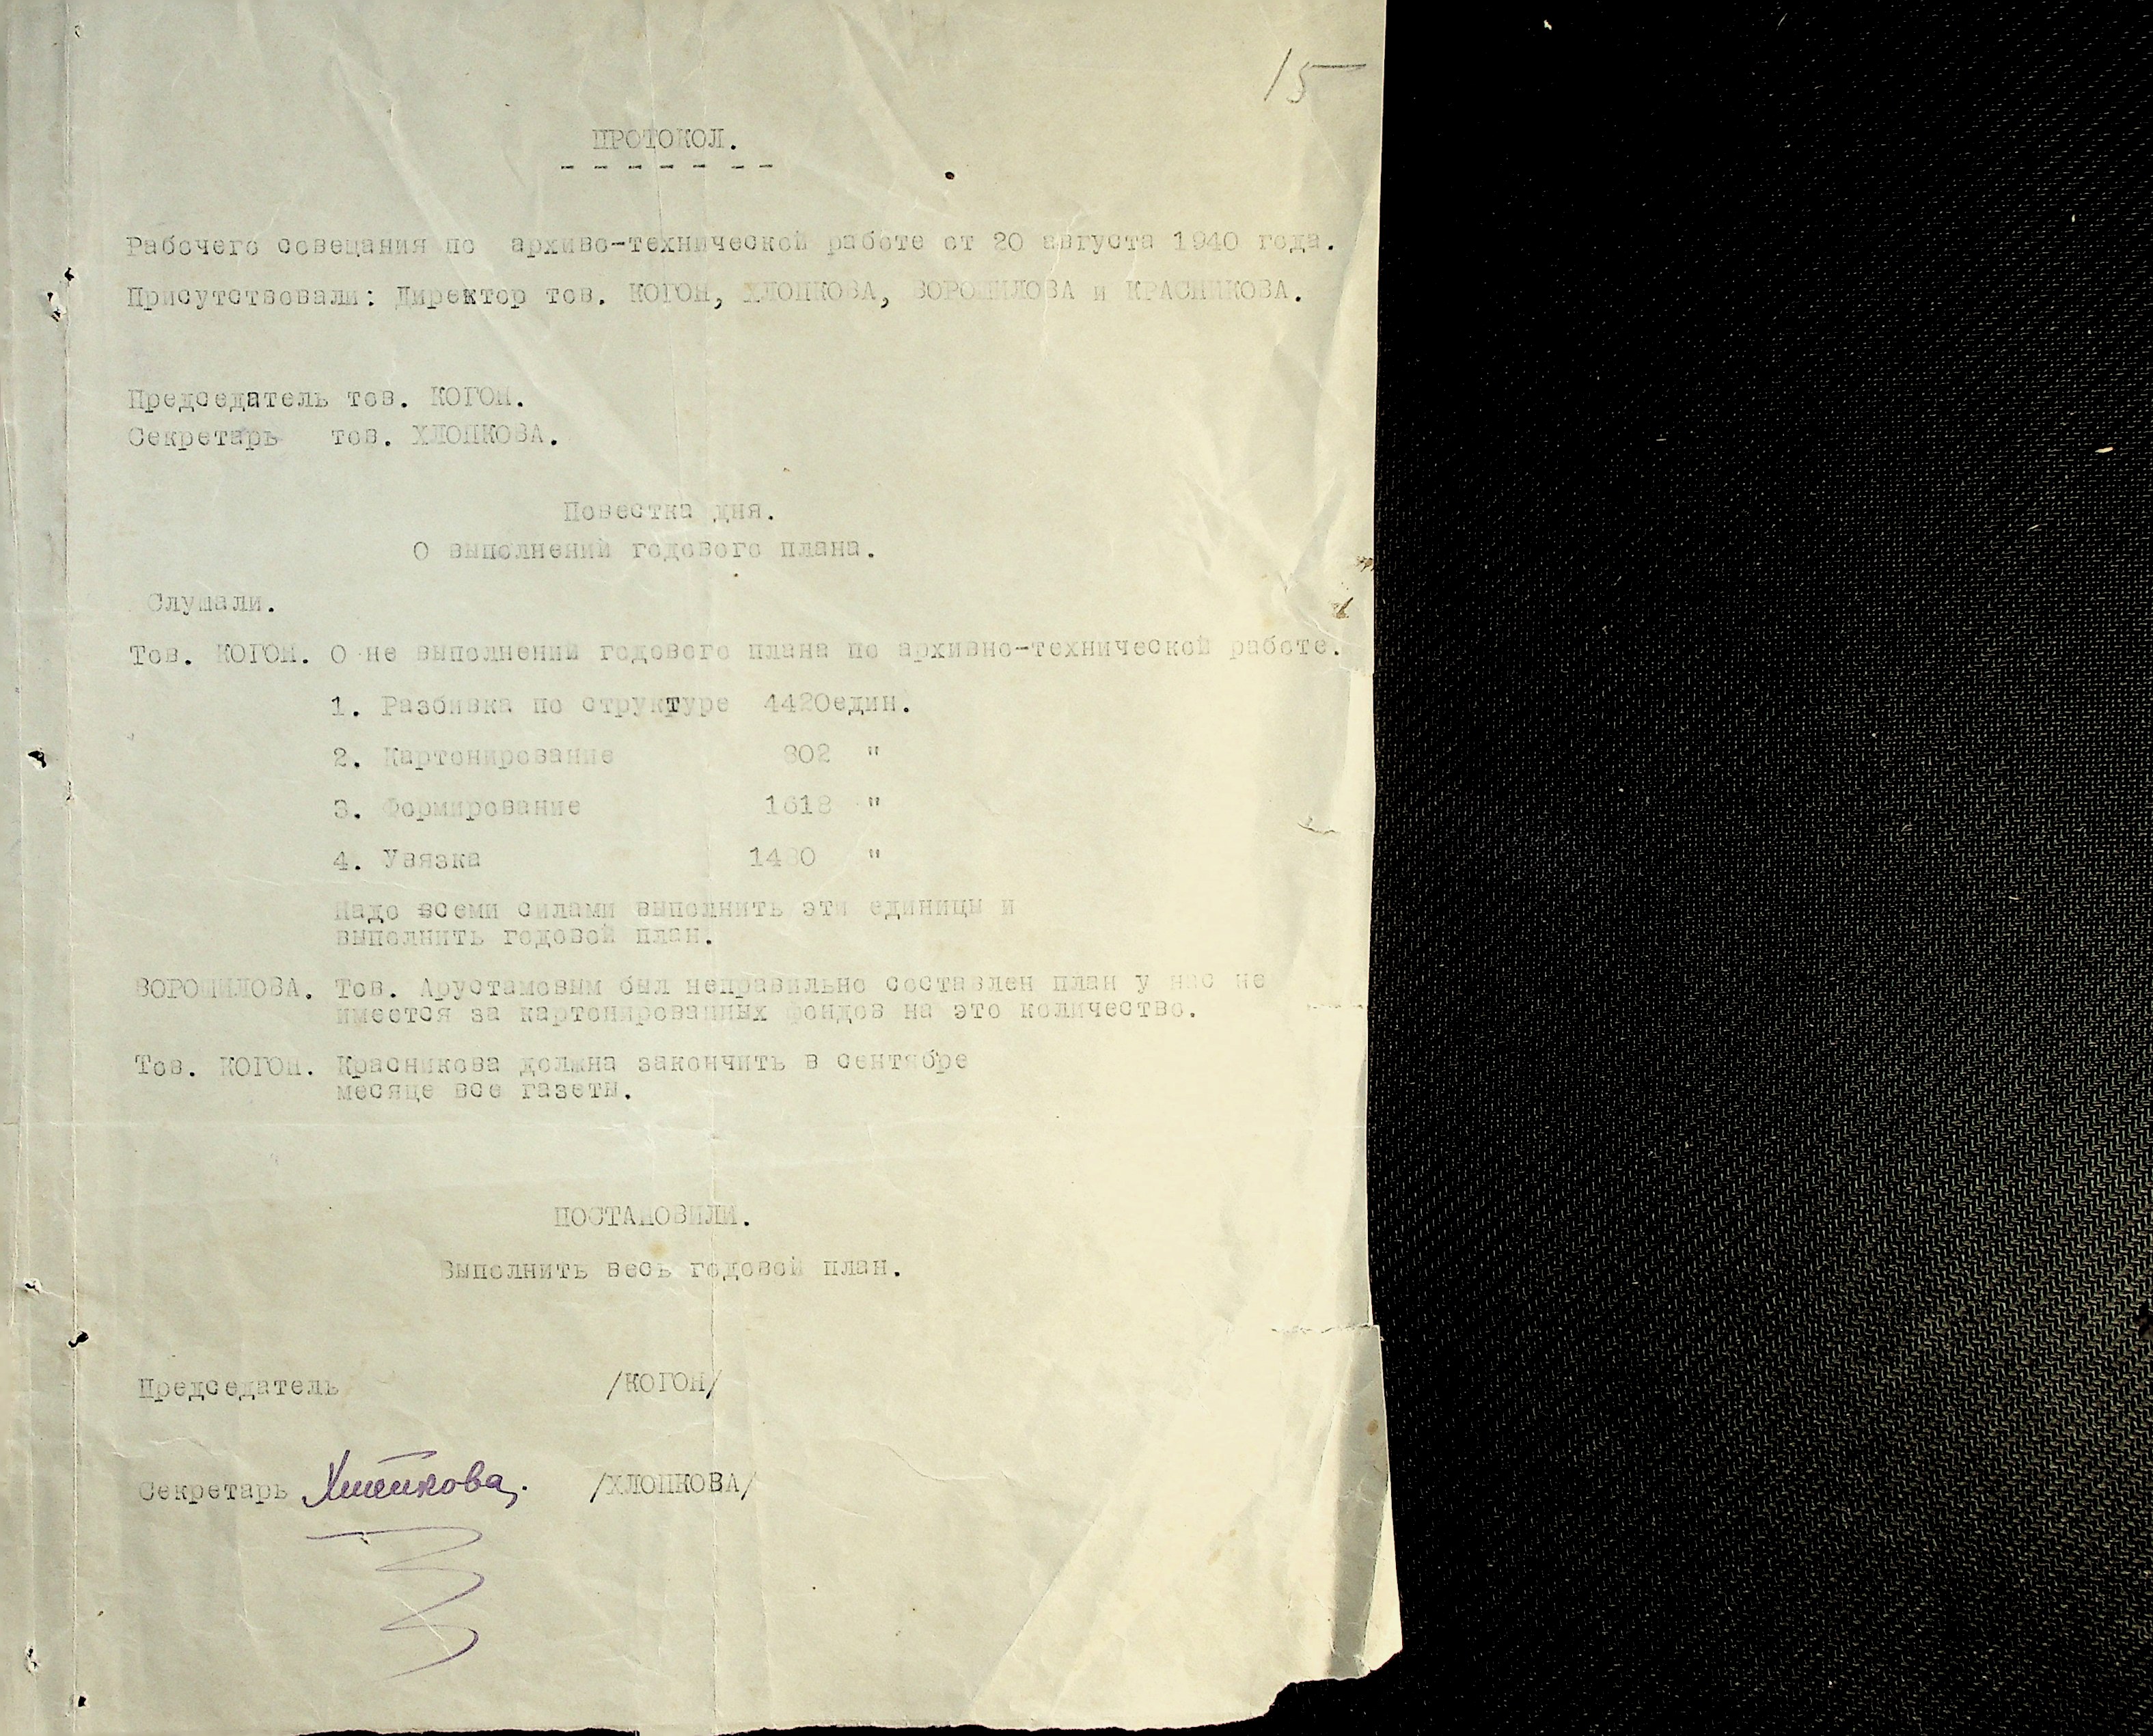 15
ПРОТОКОЛ.
- - - - - - -
Рабочего совещания по архиво-технической работе от 20 августа 1940 года.
Присутствовали: Директор тов. КОГОН, ХЛОПКОВА, ВОРОШИЛОВА и КРАСНИКОВА.
Председатель тов. КОГОН.
Секретарь тов. ХЛОПКОВА.
Повестка дня.
О выполнений годового плана.
Слушали.
Тов. КОГОН. О не выполнений годового плана по архивно-технической работе.
1. Разбивка по структуре 4420един.
2. Картонирование 802 "
3. Формирование 1618 "
4. Увязка 1480 "
Надо всеми силами выполнить эти единицы и
выполнить годовой план.
ВОРОШИЛОВА. Тов. Арустамовым был неправильно составлен план у нас не
имеется за картонированных фондов на это количество.
Тов. КОГОН. Красникова должна закончить в сентябре
месяце все газеты.
ПОСТАНОВИЛИ.
Выполнить весь годовой план.
Председатель /КОГОН/
Секретарь Хлопкова. /ХЛОПКОВА/